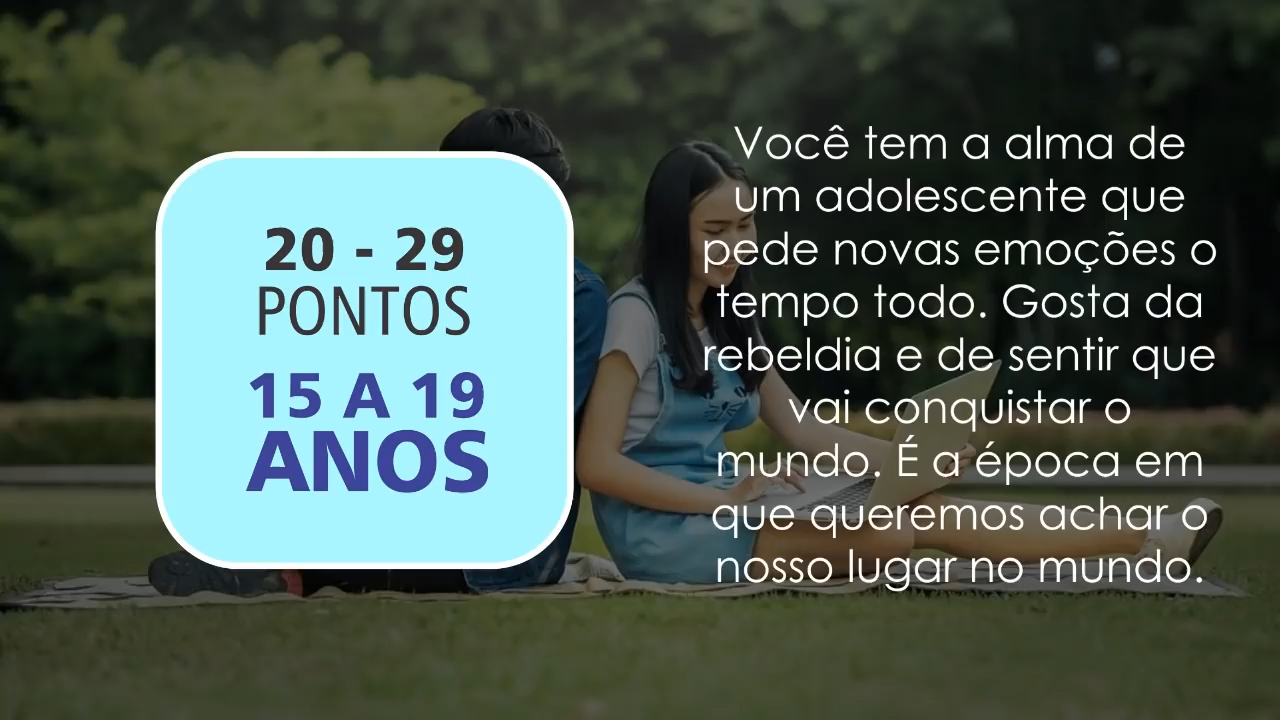 20 - 29
PONTOS
15 A 19
ANOS
Você tem a alma de
um adolescente que
pede novas emoções o
tempo todo. Gosta da
rebeldia e de sentir que
vai conquistar o
mundo. É a época em
que queremos achar o
nosso lugar no mundo.